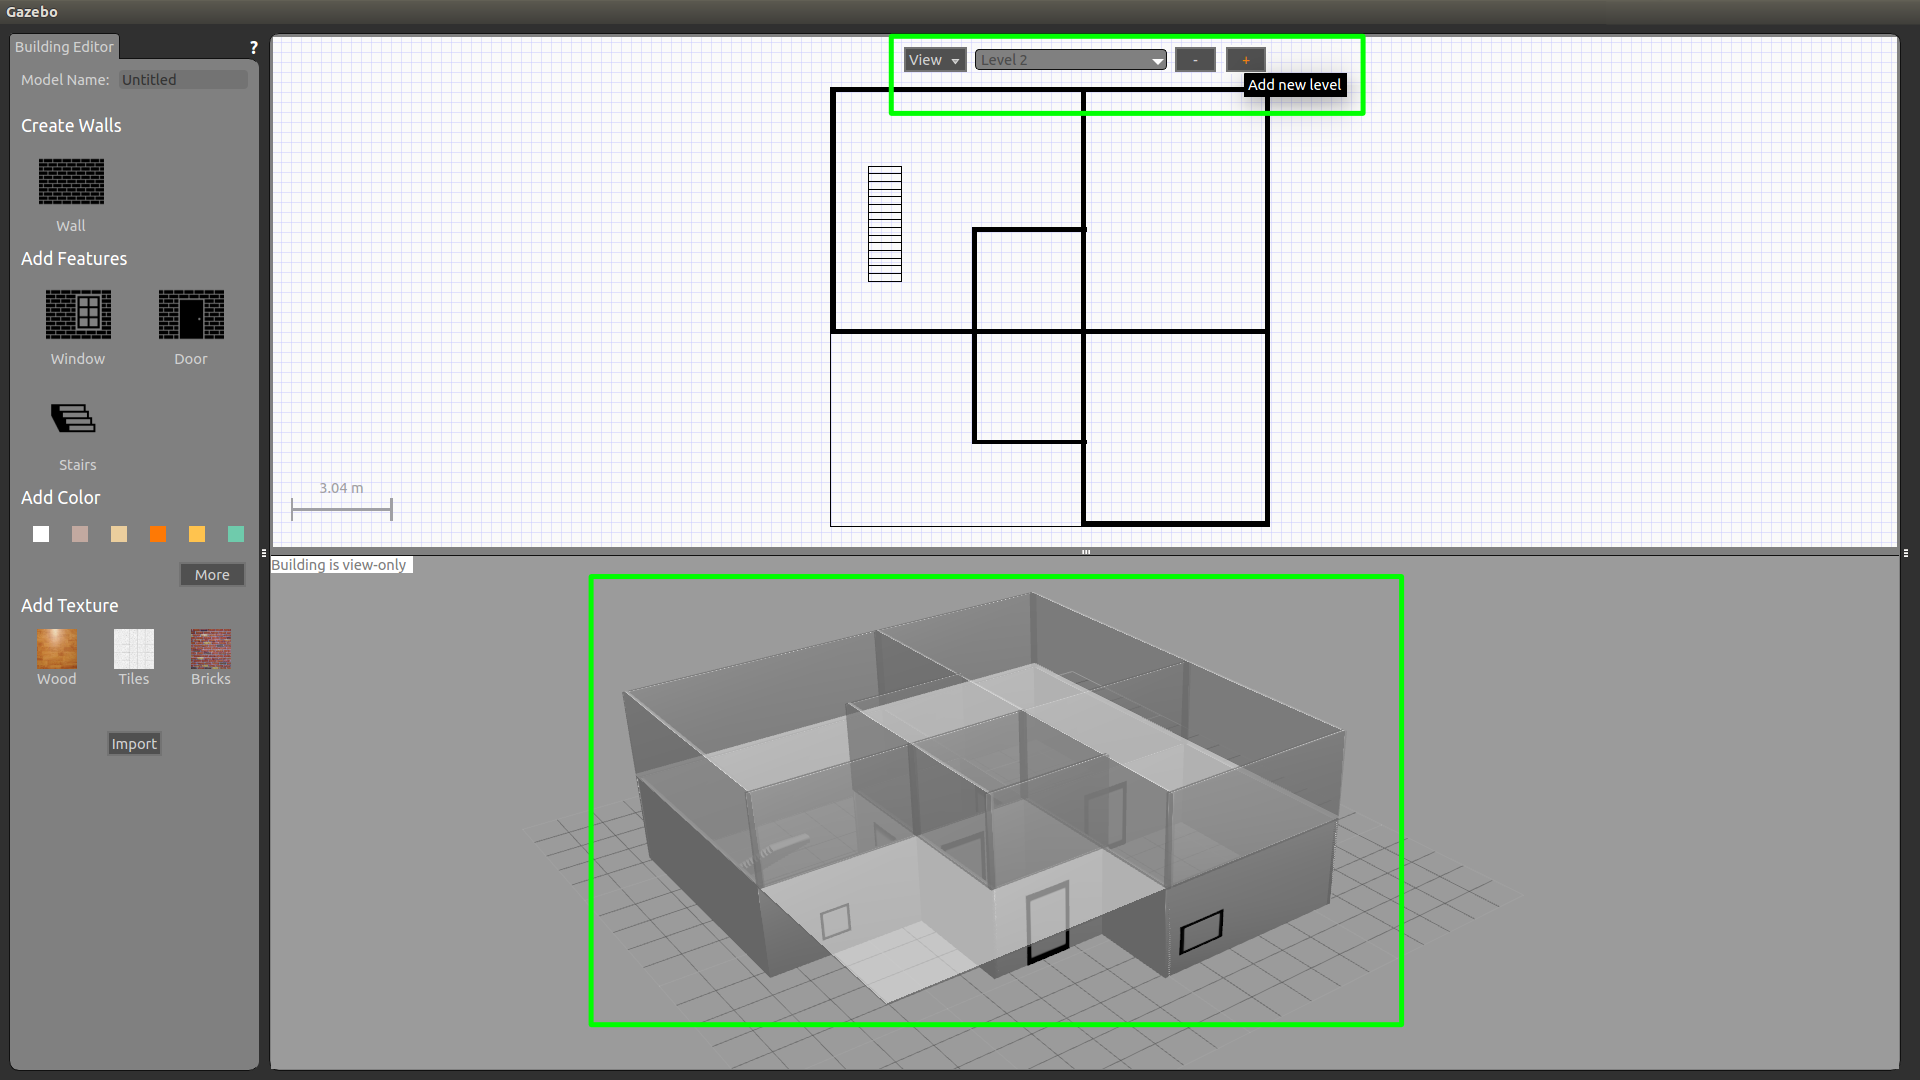 Gazebo
Building Editor
?
Model Name: Untitled
Create Walls
Wall
Add Features
Window Door
Stairs
Add Color
More
Add Texture
Wood Tiles Bricks
Import
View Level 2 - +
Add new level
3.04 m
Building is view-only